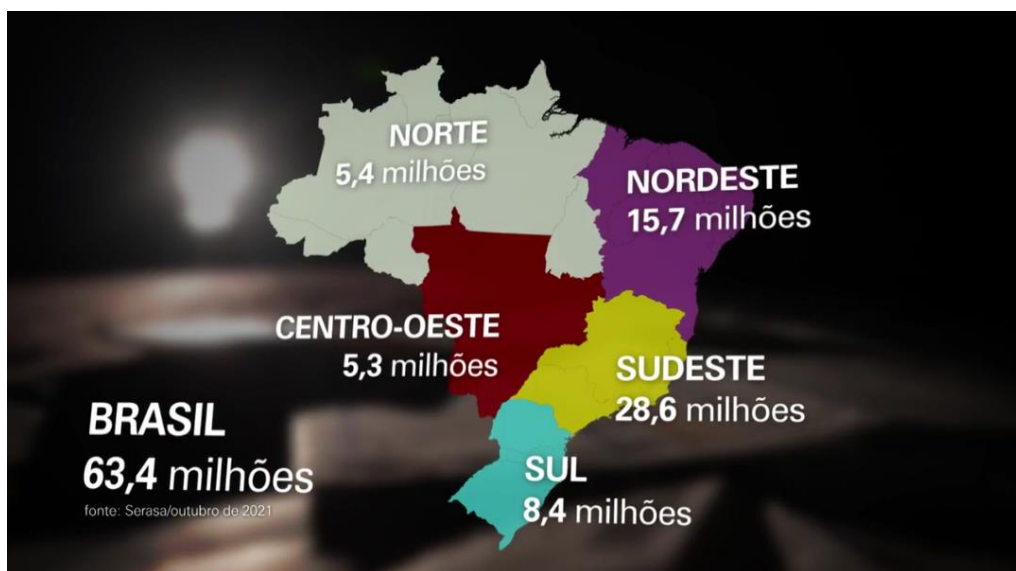 NORTE
5,4 milhões
NORDESTE
15,7 milhões
CENTRO-OESTE
5,3 milhões
SUDESTE
28,6 milhões
BRASIL
63,4 milhões
fonte: Serasa/outubro de 2021
SUL
8,4 milhões